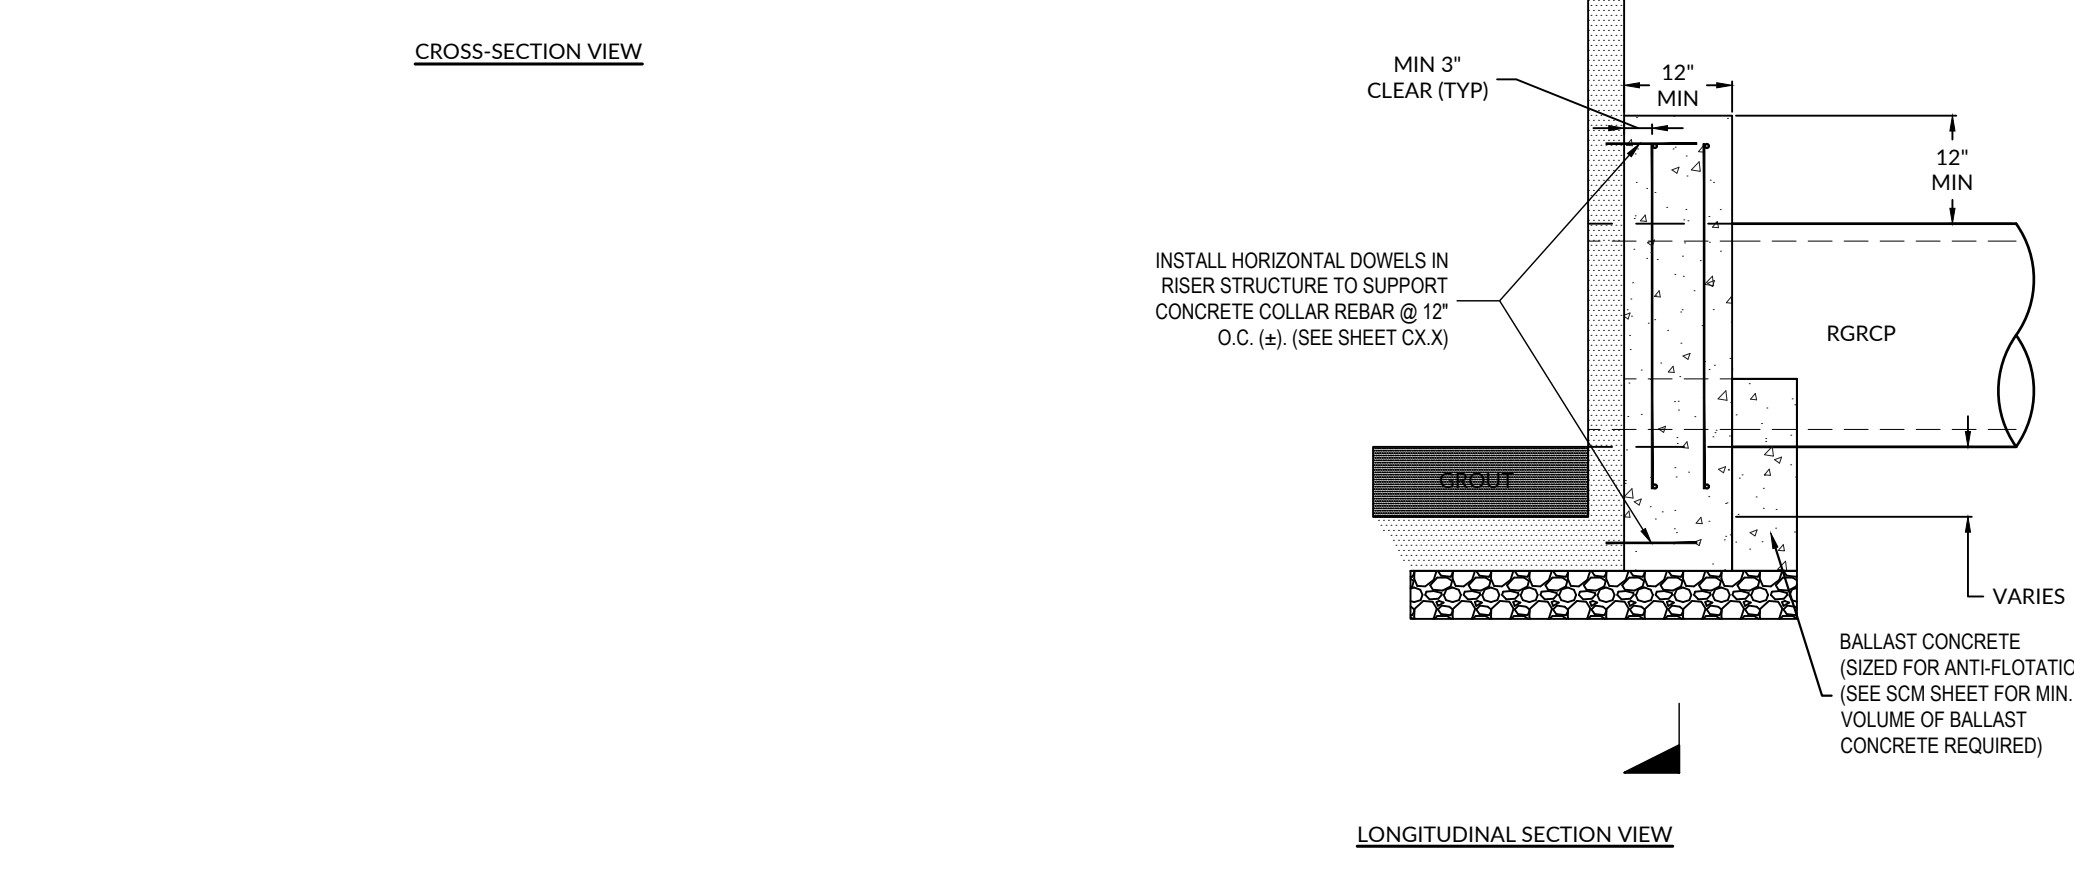 CROSS-SECTION VIEW
MIN 3"
CLEAR (TYP)
12"
MIN
12"
MIN
INSTALL HORIZONTAL DOWELS IN
RISER STRUCTURE TO SUPPORT
CONCRETE COLLAR REBAR @ 12"
O.C. (±). (SEE SHEET CX.X)
RGRCP
GROUT
VARIES
BALLAST CONCRETE
(SIZED FOR ANTI-FLOTATIO
(SEE SCM SHEET FOR MIN.
VOLUME OF BALLAST
CONCRETE REQUIRED)
LONGITUDINAL SECTION VIEW